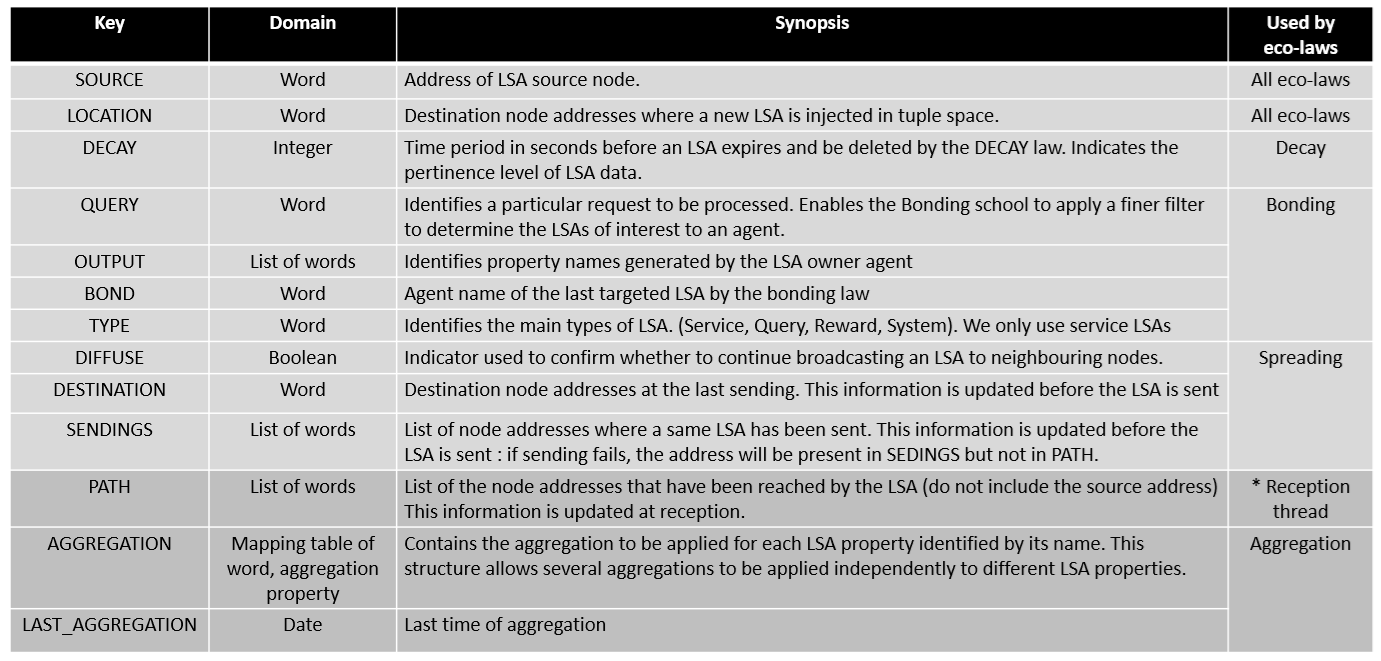 Key Domain Synopsis Used by
eco-laws
SOURCE Word Address of LSA source node. All eco-laws
LOCATION Word Destination node addresses where a new LSA is injected in tuple space. All eco-laws
DECAY Integer Time period in seconds before an LSA expires and be deleted by the DECAY law. Indicates the Decay
pertinence level of LSA data.
QUERY Word Identifies a particular request to be processed. Enables the Bonding school to apply a finer filter Bonding
to determine the LSAs of interest to an agent.
OUTPUT List of words Identifies property names generated by the LSA owner agent
BOND Word Agent name of the last targeted LSA by the bonding law
TYPE Word Identifies the main types of LSA. (Service, Query, Reward, System). We only use service LSAs
DIFFUSE Boolean Indicator used to confirm whether to continue broadcasting an LSA to neighbouring nodes. Spreading
DESTINATION Word Destination node addresses at the last sending. This information is updated before the LSA is sent
SENDINGS List of words List of node addresses where a same LSA has been sent. This information is updated before the
LSA is sent : if sending fails, the address will be present in SEDINGS but not in PATH.
PATH List of words List of the node addresses that have been reached by the LSA (do not include the source address) * Reception
This information is updated at reception. thread
AGGREGATION Mapping table of Contains the aggregation to be applied for each LSA property identified by its name. This Aggregation
word, aggregation structure allows several aggregations to be applied independently to different LSA properties.
property
LAST_AGGREGATION Date Last time of aggregation